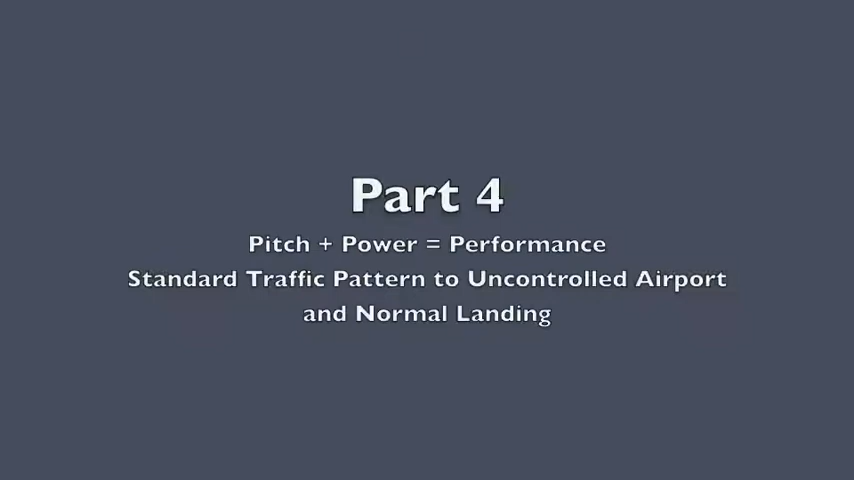 Part 4
Pitch + Power = Performance
Standard Traffic Pattern to Uncontrolled Airport
and Normal Landing